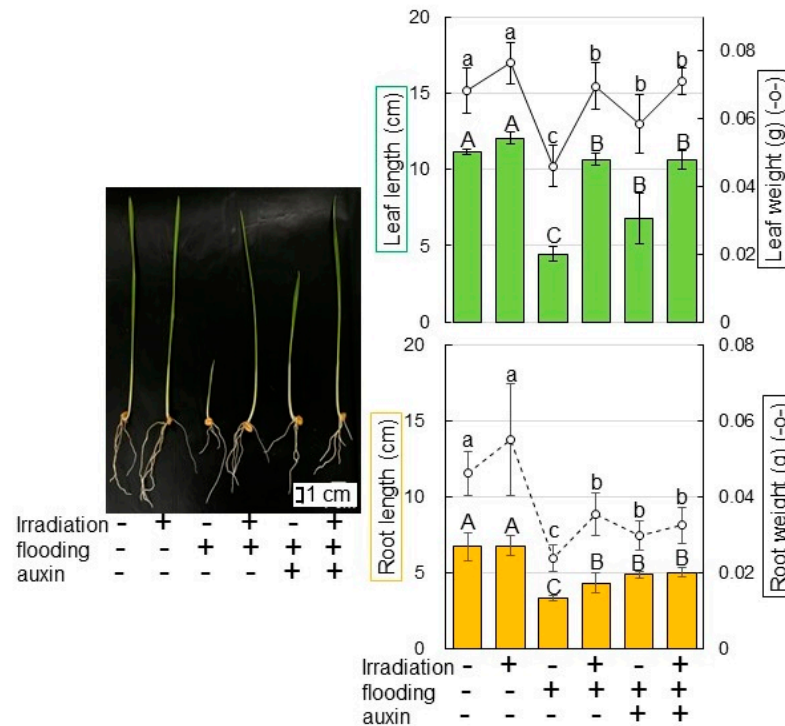 20
15
10
5
0
Leaf length (cm)
a a c b b b
A A C B B B
0.08
0.06
0.04
0.02
0
Leaf weight (g) (-o-)
1 cm
Irradiation - + - + - +
flooding - - + + + +
auxin - - - - + +
20
15
10
5
0
Root length (cm)
a a c b b b
A A C B B B
0.08
0.06
0.04
0.02
0
Root weight (g) (-o-)
Irradiation - + - + - +
flooding - - + + + +
auxin - - - - + +